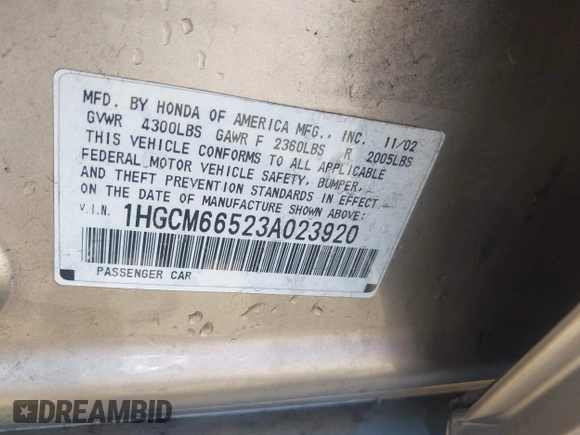 MFD. BY HONDA OF AMERICA MFG., INC. 11/02
GVWR 4300LBS GAWR F 2360LBS R 2005LBS
THIS VEHICLE CONFORMS TO ALL APPLICABLE
FEDERAL MOTOR VEHICLE SAFETY, BUMPER,
AND THEFT PREVENTION STANDARDS IN EFFECT
ON THE DATE OF MANUFACTURE SHOWN ABOVE:
V.I.N. 1HGCM66523A023920
PASSENGER CAR
DREAMBID